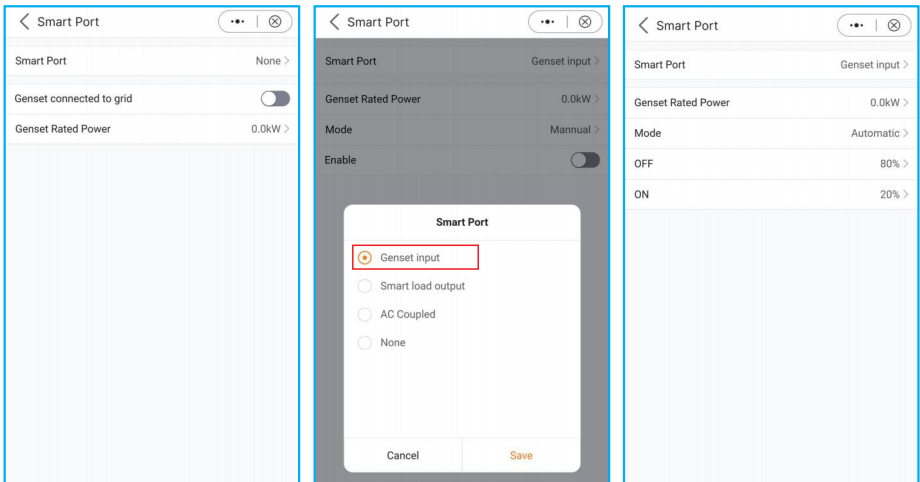 Smart Port
Smart Port None
Genset connected to grid
Genset Rated Power 0.0kW
Smart Port
Smart Port Genset input
Genset Rated Power 0.0kW
Mode Mannual
Enable
Smart Port
Genset input
Smart load output
AC Coupled
None
Cancel Save
Smart Port
Smart Port Genset input
Genset Rated Power 0.0kW
Mode Automatic
OFF 80%
ON 20%